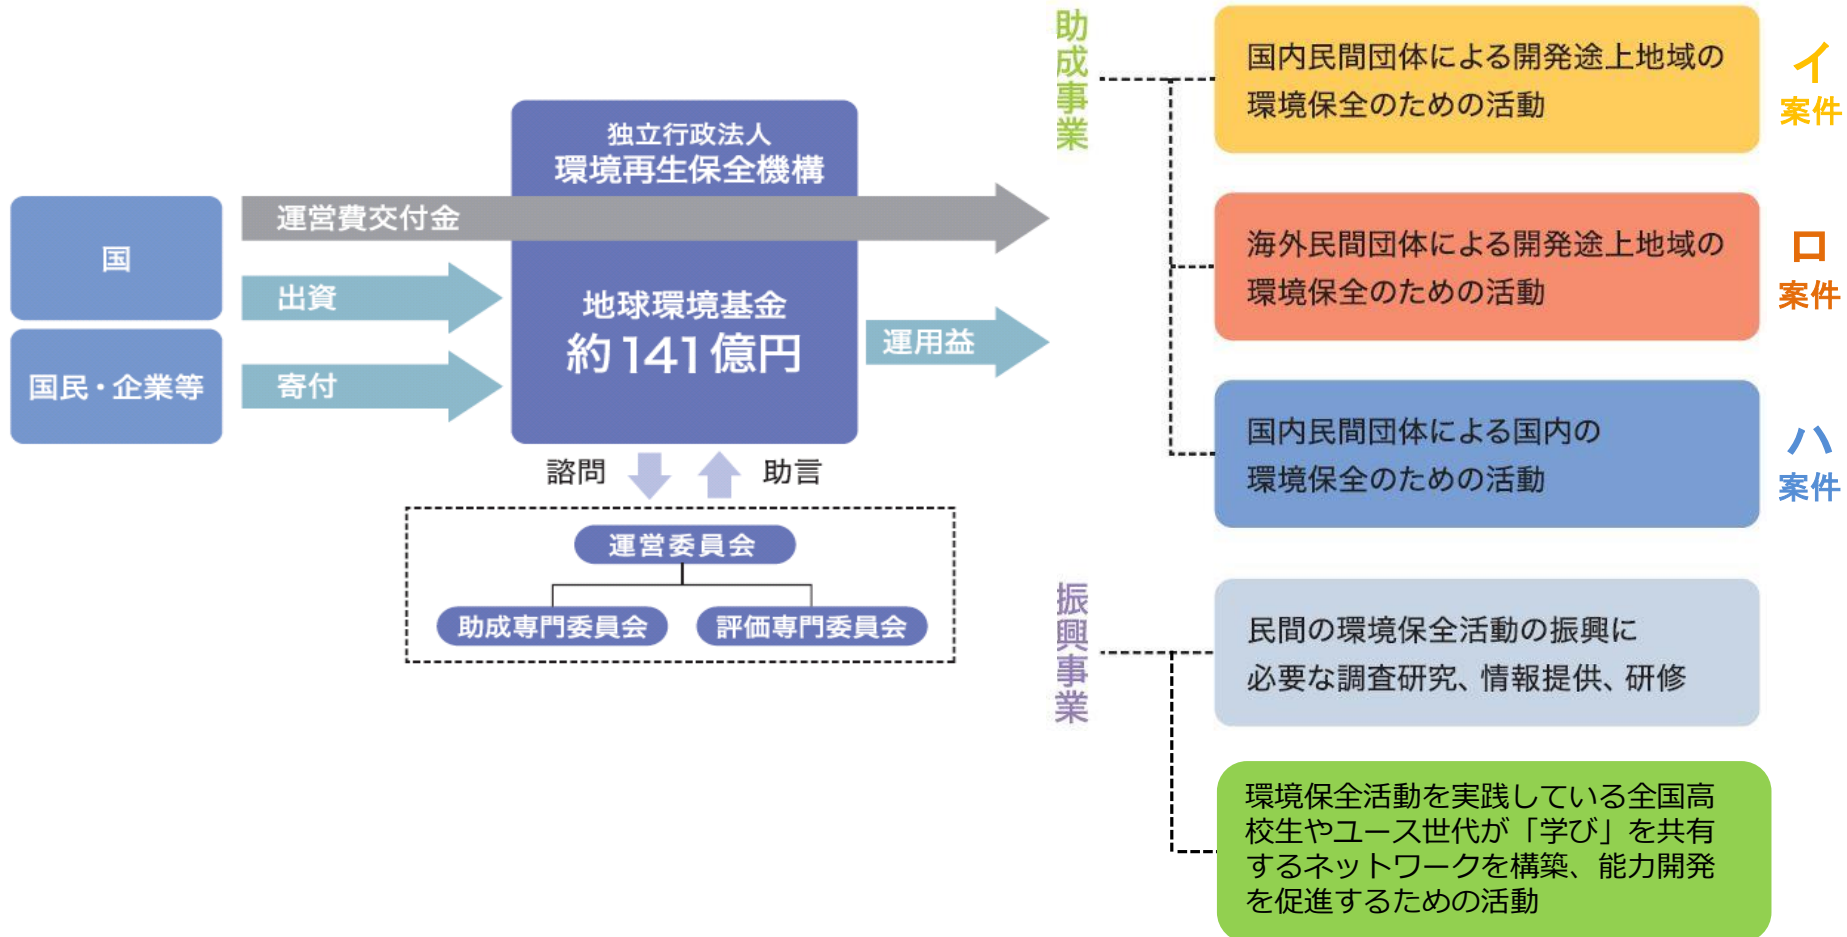 国
国民・企業等
運営費交付金
出資
寄付
独立行政法人
環境再生保全機構
地球環境基金
約141億円
運用益
諮問
助言
運営委員会
助成専門委員会
評価専門委員会
助成事業
国内民間団体による開発途上地域の
環境保全のための活動
イ
案件
海外民間団体による開発途上地域の
環境保全のための活動
ロ
案件
国内民間団体による国内の
環境保全のための活動
ハ
案件
振興事業
民間の環境保全活動の振興に
必要な調査研究、情報提供、研修
環境保全活動を実践している全国高
校生やユース世代が「学び」を共有
するネットワークを構築、能力開発
を促進するための活動